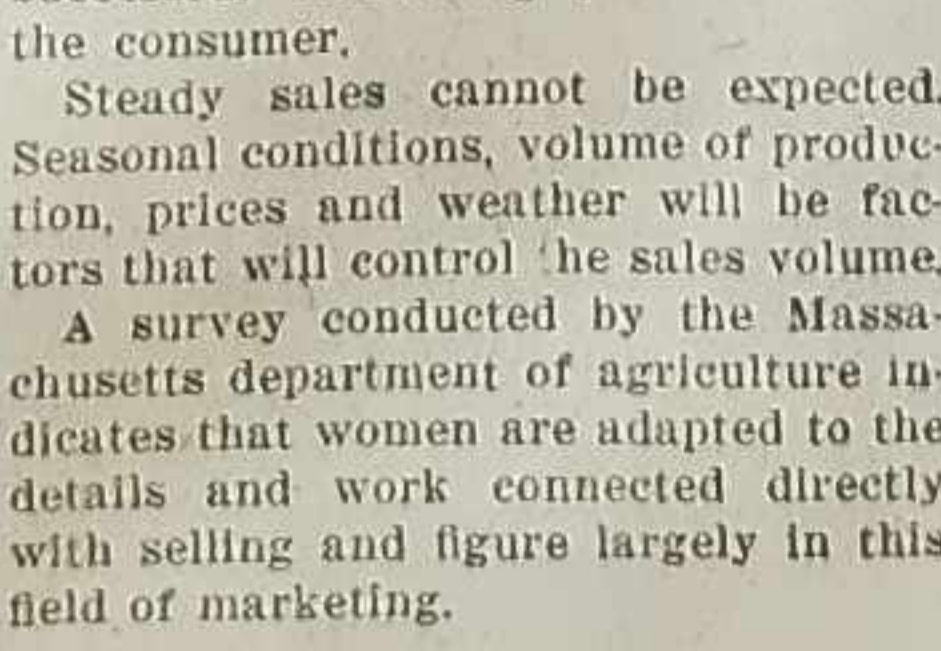 the consumer.
Steady sales cannot be expected.
Seasonal conditions, volume of produc-
tion, prices and weather will be fac-
tors that will control he sales volume.
A survey conducted by the Massa-
chusetts department of agriculture in-
dicates that women are adapted to the
details and work connected directly
with selling and figure largely in this
field of marketing.